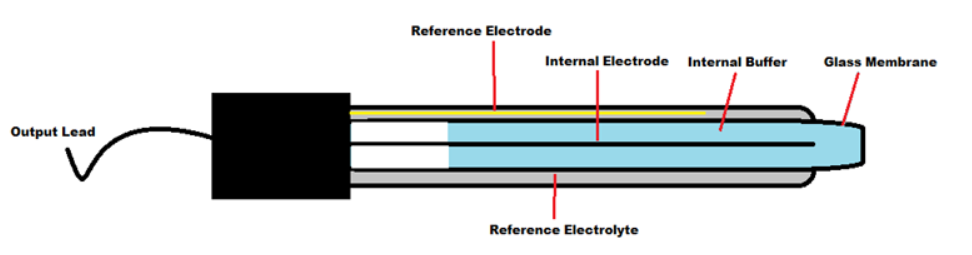 Reference Electrode
Internal Electrode
Internal Buffer
Glass Membrane
Output Lead
Reference Electrolyte